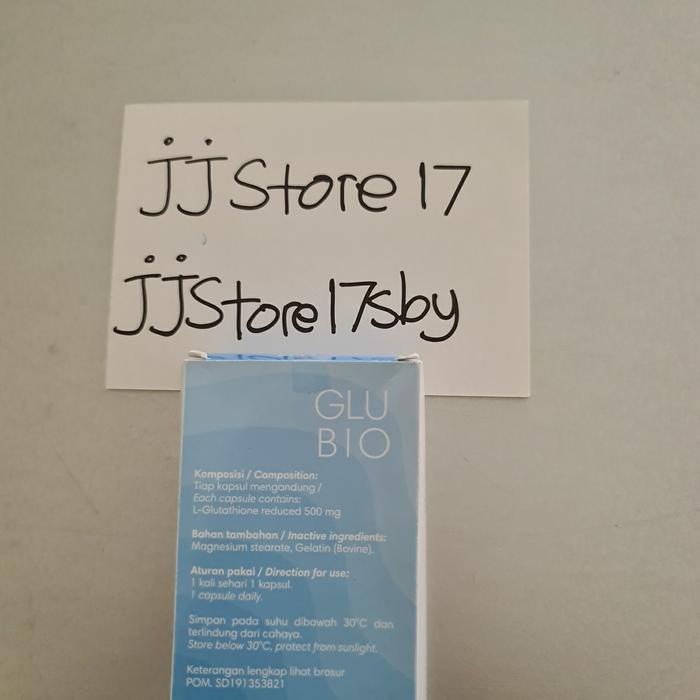 jj Store 17
jjStore17sby
GLU
BIO
Komposisi / Composition:
Tiap kapsul mengandung /
Each capsule contains:
L-Glutathione reduced 500 mg
Bahan tambahan / Inactive ingredients:
Magnesium stearate, Gelatin (Bovine).
Aturan pakai / Direction for use:
1 kali sehari 1 kapsul.
1 capsule daily.
Simpan pada suhu dibawah 30°C dan
terlindung dari cahaya.
Store below 30°C, protect from sunlight.
Keterangan lengkap lihat brosur
POM. SD191353821